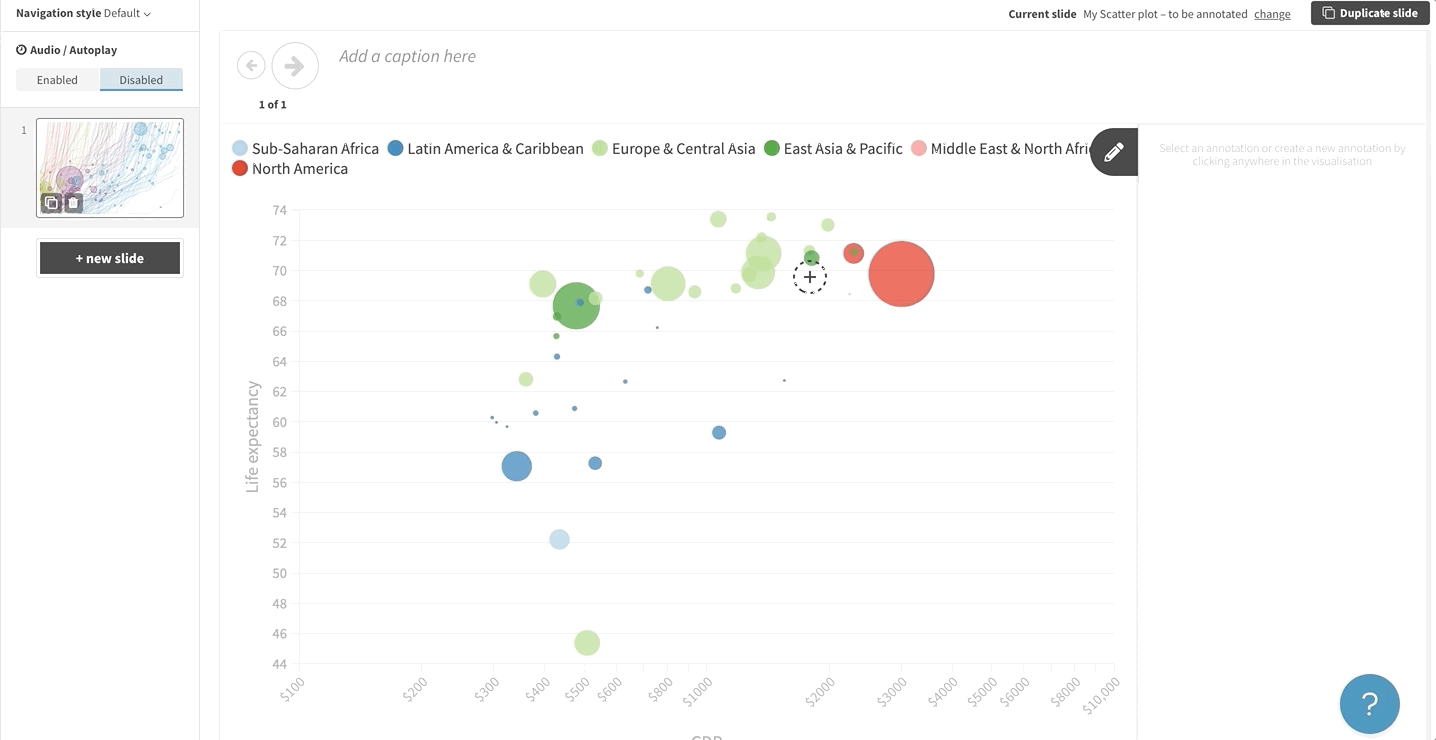 Navigation style Default
Current slide My Scatter plot – to be annotated change
Duplicate slide
Audio / Autoplay
Enabled Disabled
1
+ new slide
Add a caption here
1 of 1
Sub-Saharan Africa Latin America & Caribbean Europe & Central Asia East Asia & Pacific Middle East & North Afri
North America
Select an annotation or create a new annotation by
clicking anywhere in the visualisation
Life expectancy
74
72
70
68
66
64
62
60
58
56
54
52
50
48
46
44
$100 $200 $300 $400 $500 $600 $800 $1000 $2000 $3000 $4000 $5000 $6000 $8000 $10,000
GDP
?